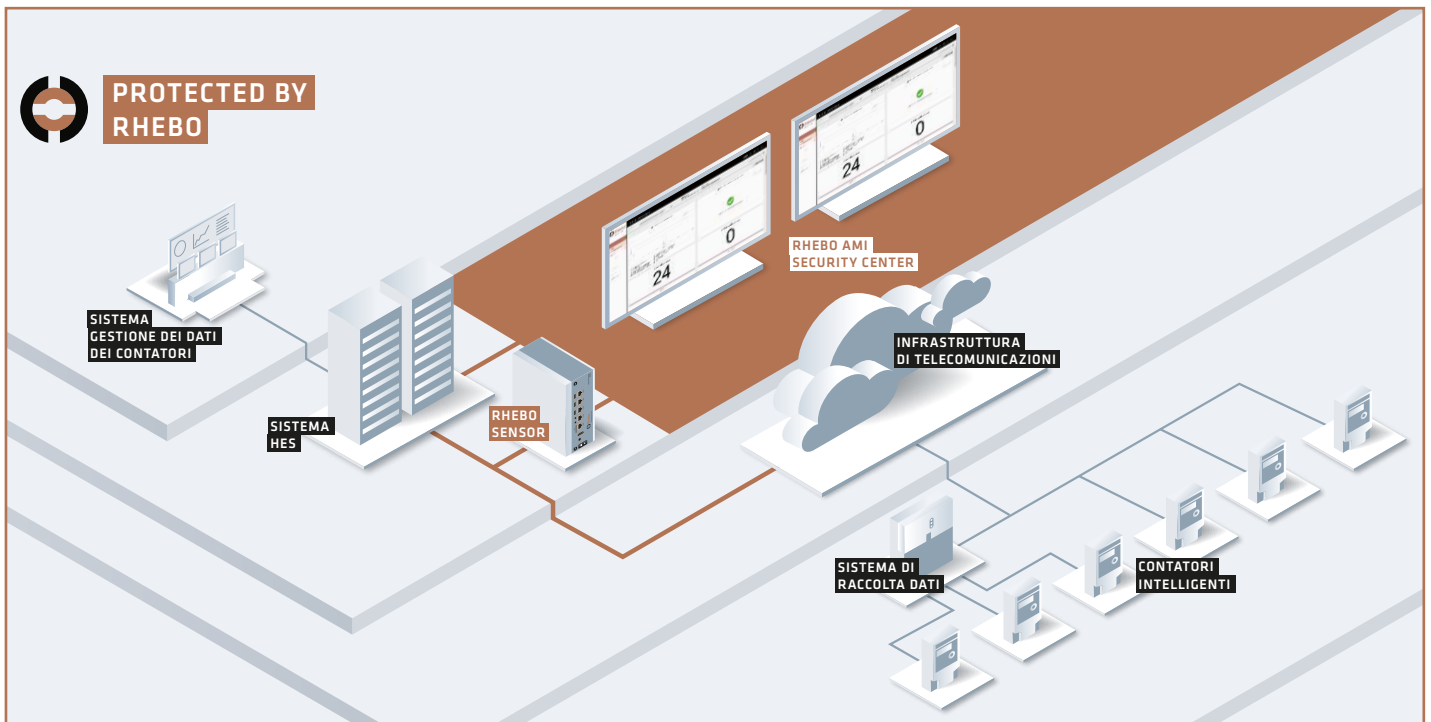 PROTECTED BY
RHEBO
RHEBO AMI
SECURITY CENTER
24
0
24
0
SISTEMA
GESTIONE DEI DATI
DEI CONTATORI
INFRASTRUTTURA
DI TELECOMUNICAZIONI
RHEBO
SENSOR
SISTEMA
HES
SISTEMA DI
RACCOLTA DATI
CONTATORI
INTELLIGENTI